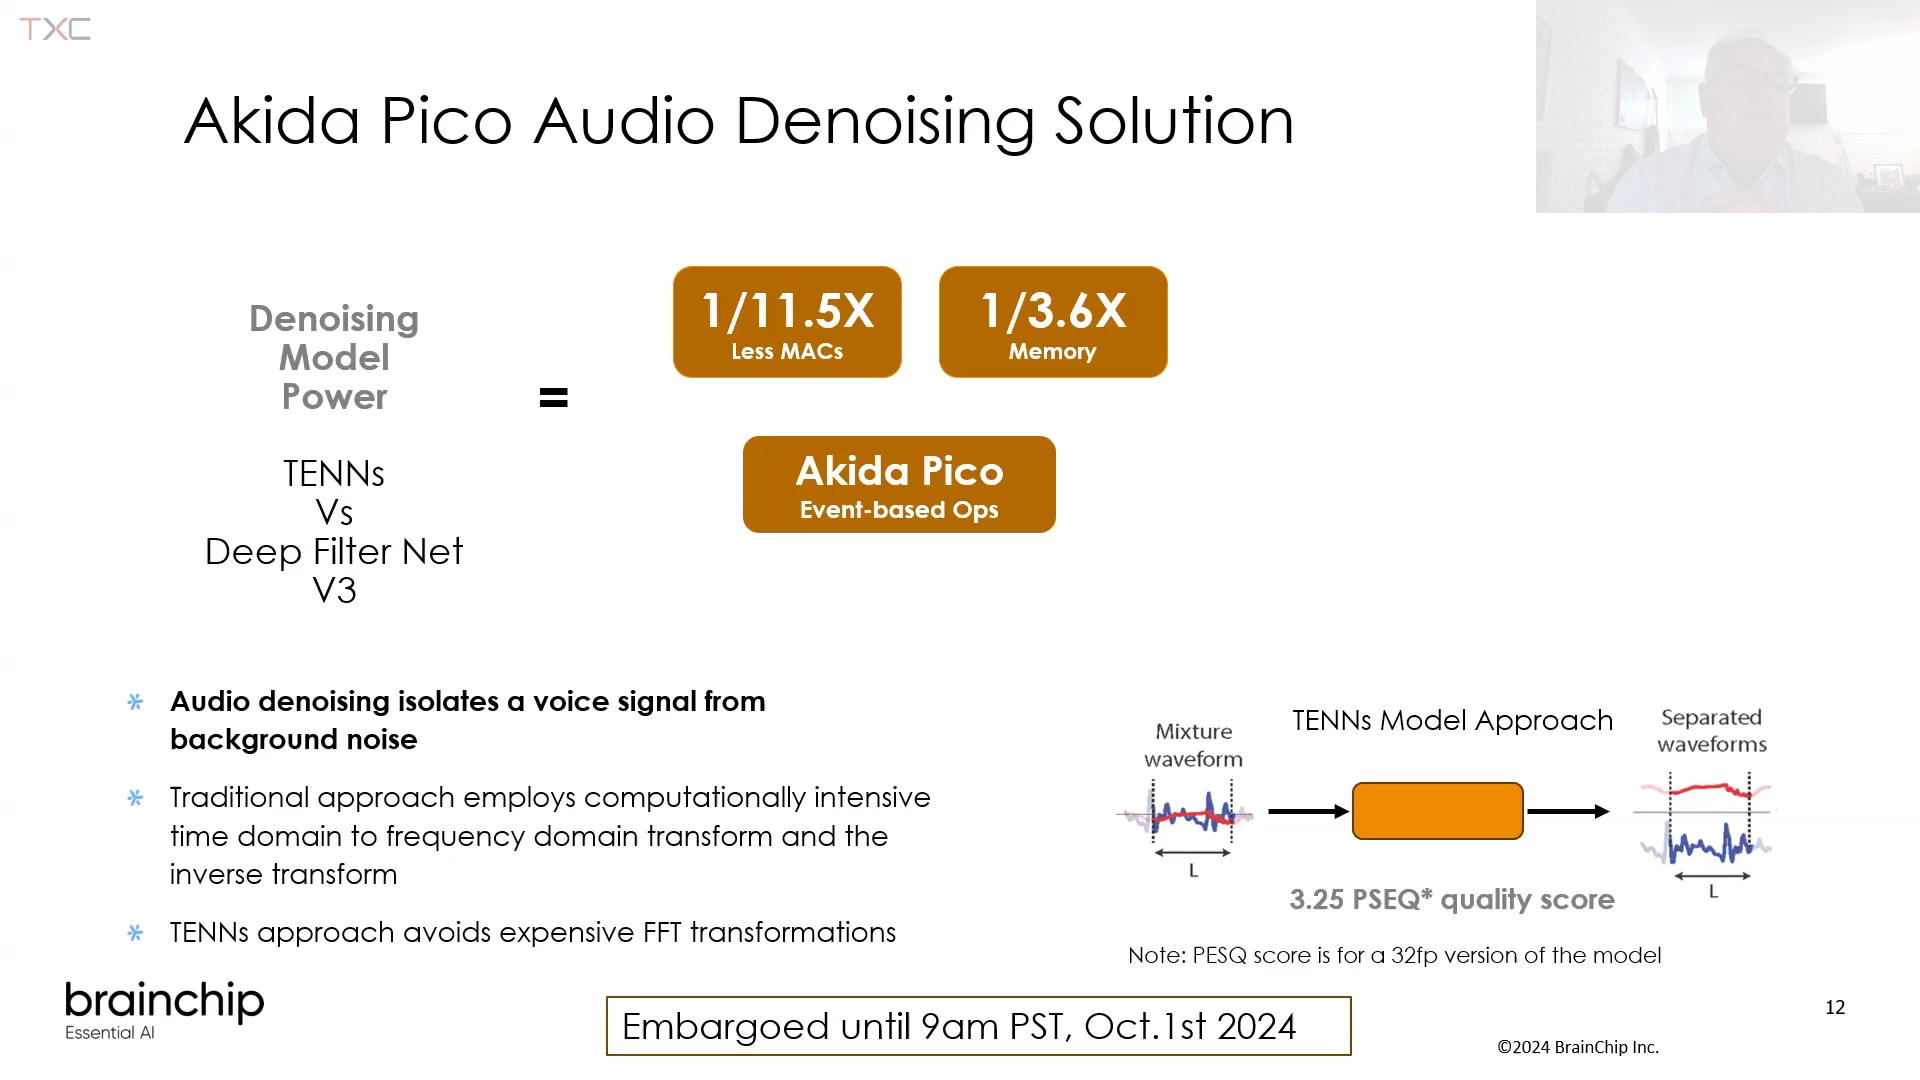 TXC
Akida Pico Audio Denoising Solution
Denoising
Model
Power
TENNs
Vs
Deep Filter Net
V3
=
1/11.5X
Less MACs
1/3.6X
Memory
Akida Pico
Event-based Ops
* Audio denoising isolates a voice signal from
background noise
* Traditional approach employs computationally intensive
time domain to frequency domain transform and the
inverse transform
* TENNs approach avoids expensive FFT transformations
Mixture
waveform
L
TENNs Model Approach
Separated
waveforms
L
3.25 PSEQ* quality score
Note: PESQ score is for a 32fp version of the model
brainchip
Essential AI
Embargoed until 9am PST, Oct.1st 2024
12
©2024 BrainChip Inc.